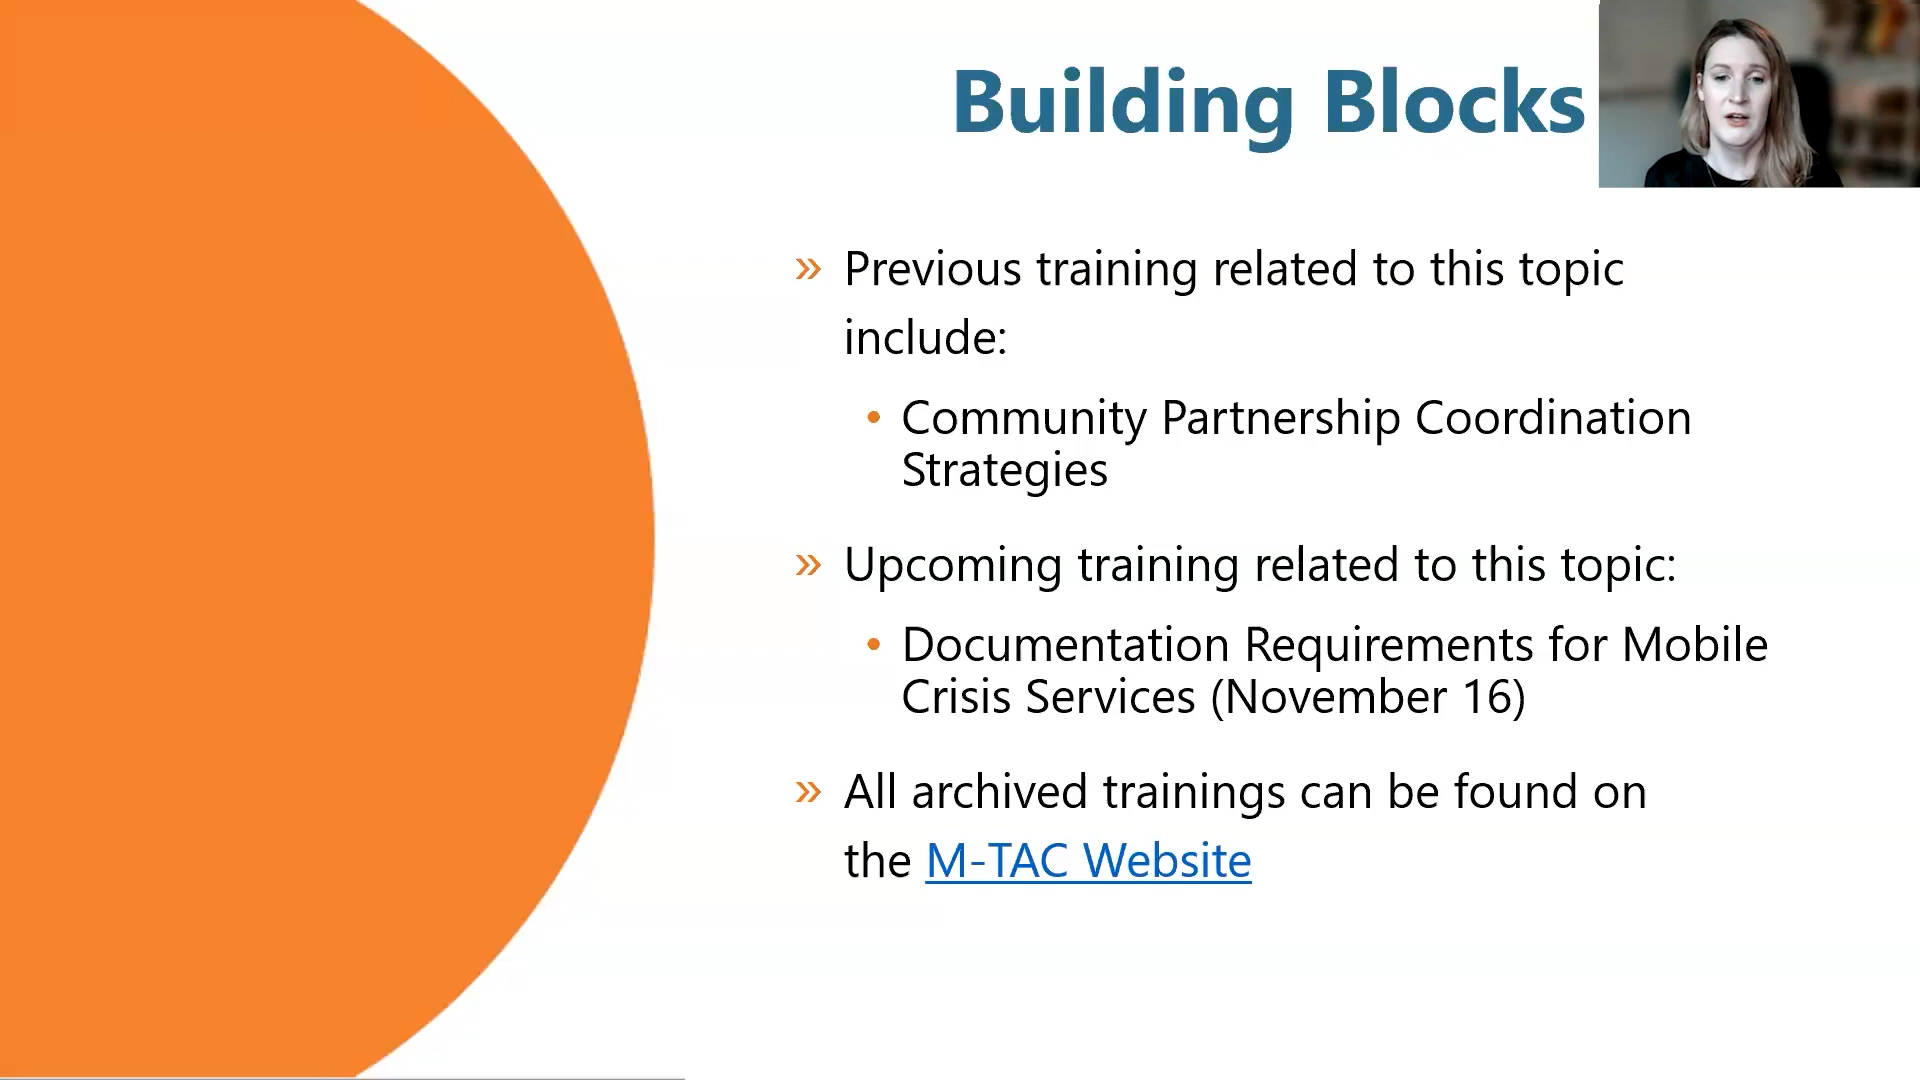 Building Blocks
» Previous training related to this topic
include:
• Community Partnership Coordination
Strategies
» Upcoming training related to this topic:
• Documentation Requirements for Mobile
Crisis Services (November 16)
» All archived trainings can be found on
the M-TAC Website